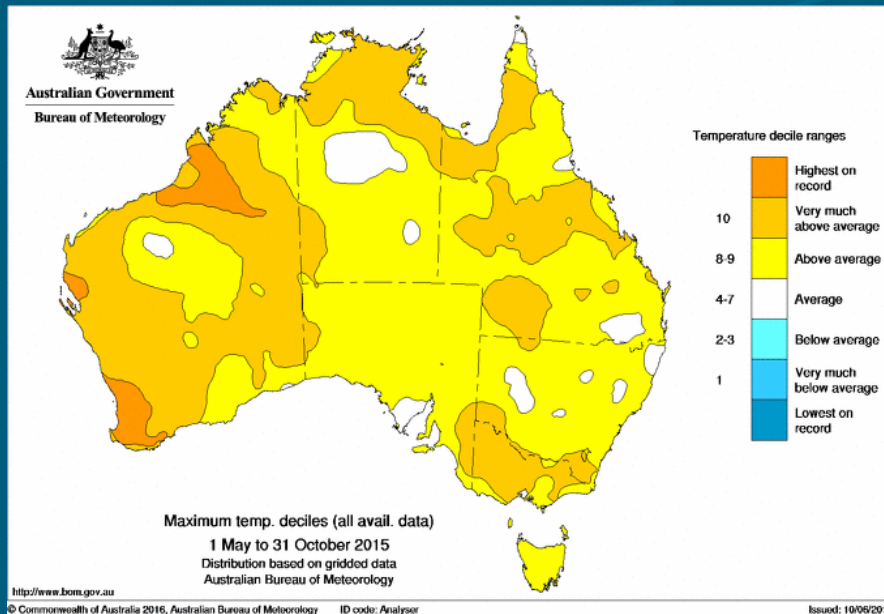 Australian Government
Bureau of Meteorology
Temperature decile ranges
Highest on
record
10
Very much
above average
8-9
Above average
4-7
Average
2-3
Below average
1
Very much
below average
Lowest on
record
Maximum temp. deciles (all avail. data)
1 May to 31 October 2015
Distribution based on gridded data
Australian Bureau of Meteorology
http://www.bom.gov.au
© Commonwealth of Australia 2016, Australian Bureau of Meteorology ID code: Analyser